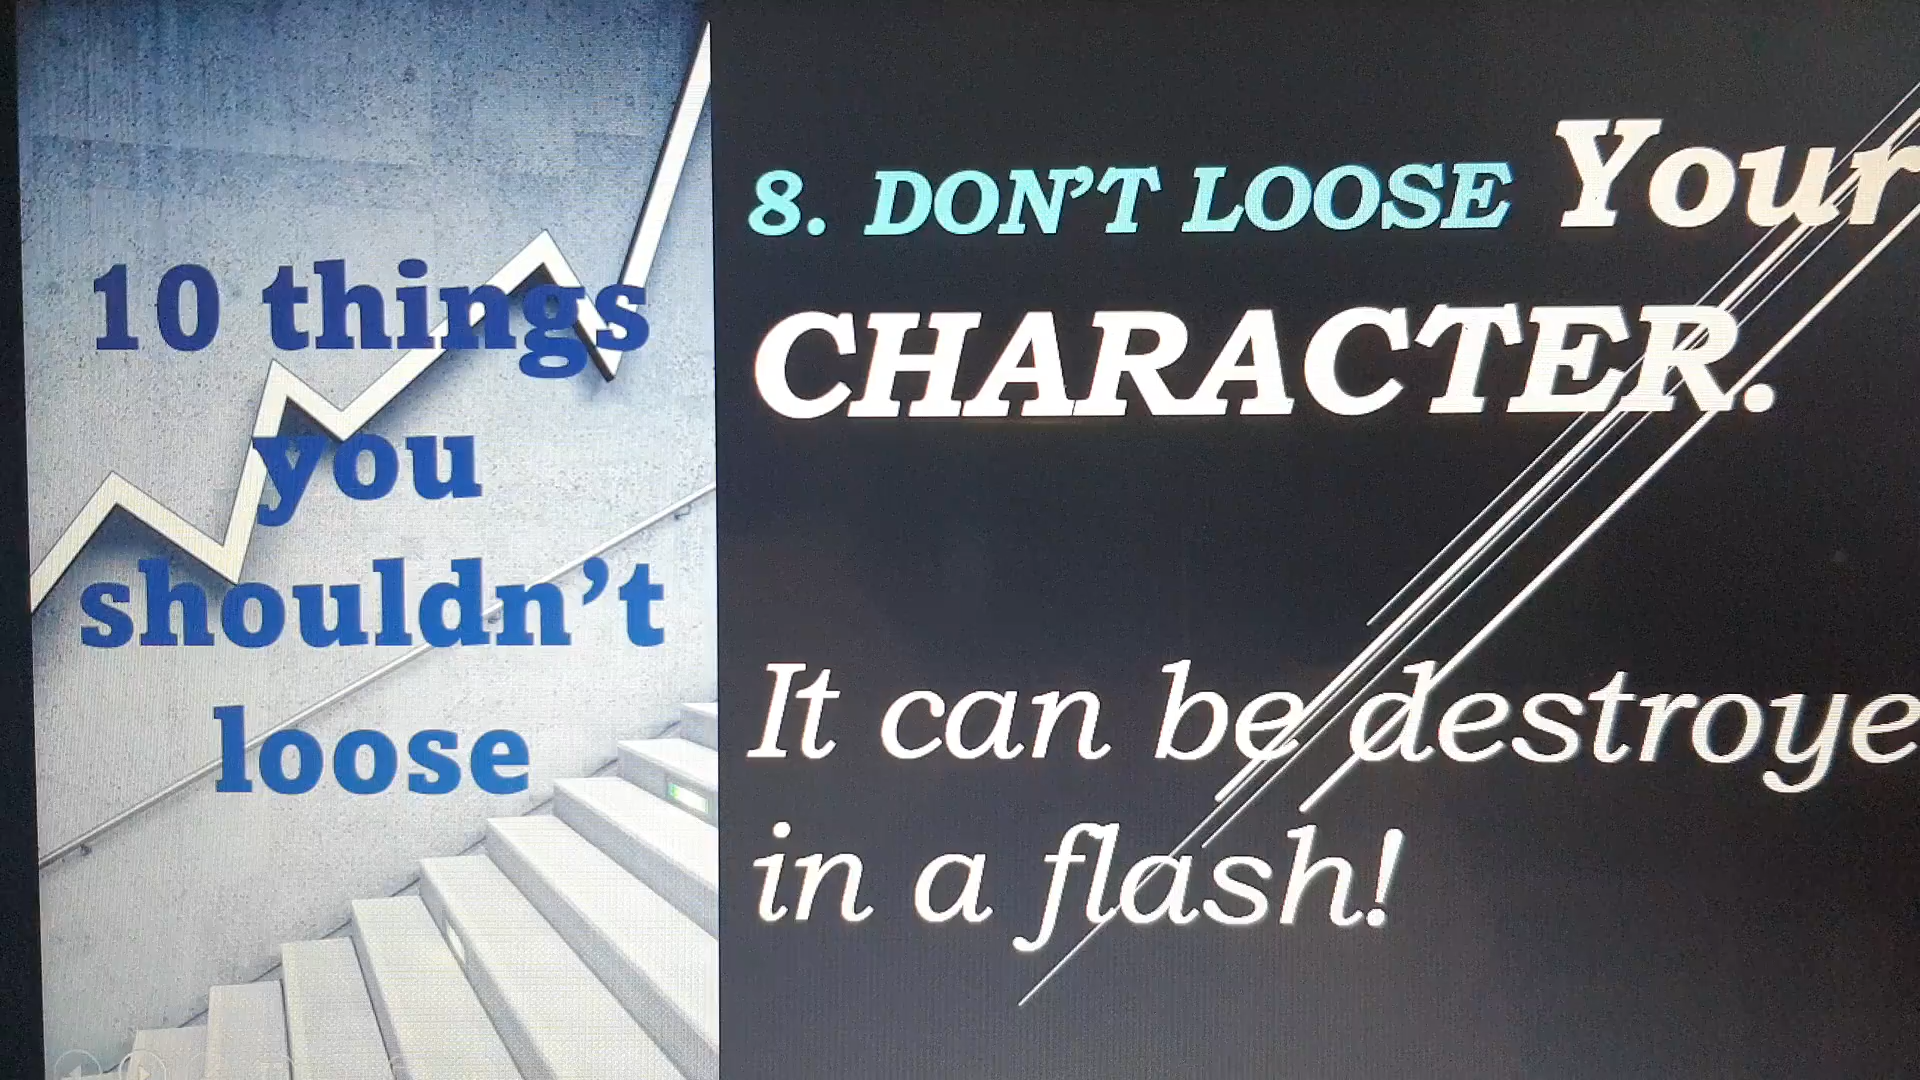 10 things
you
shouldn't
loose
8. DON'T LOOSE Your
CHARACTER.
It can be destroye
in a flash!